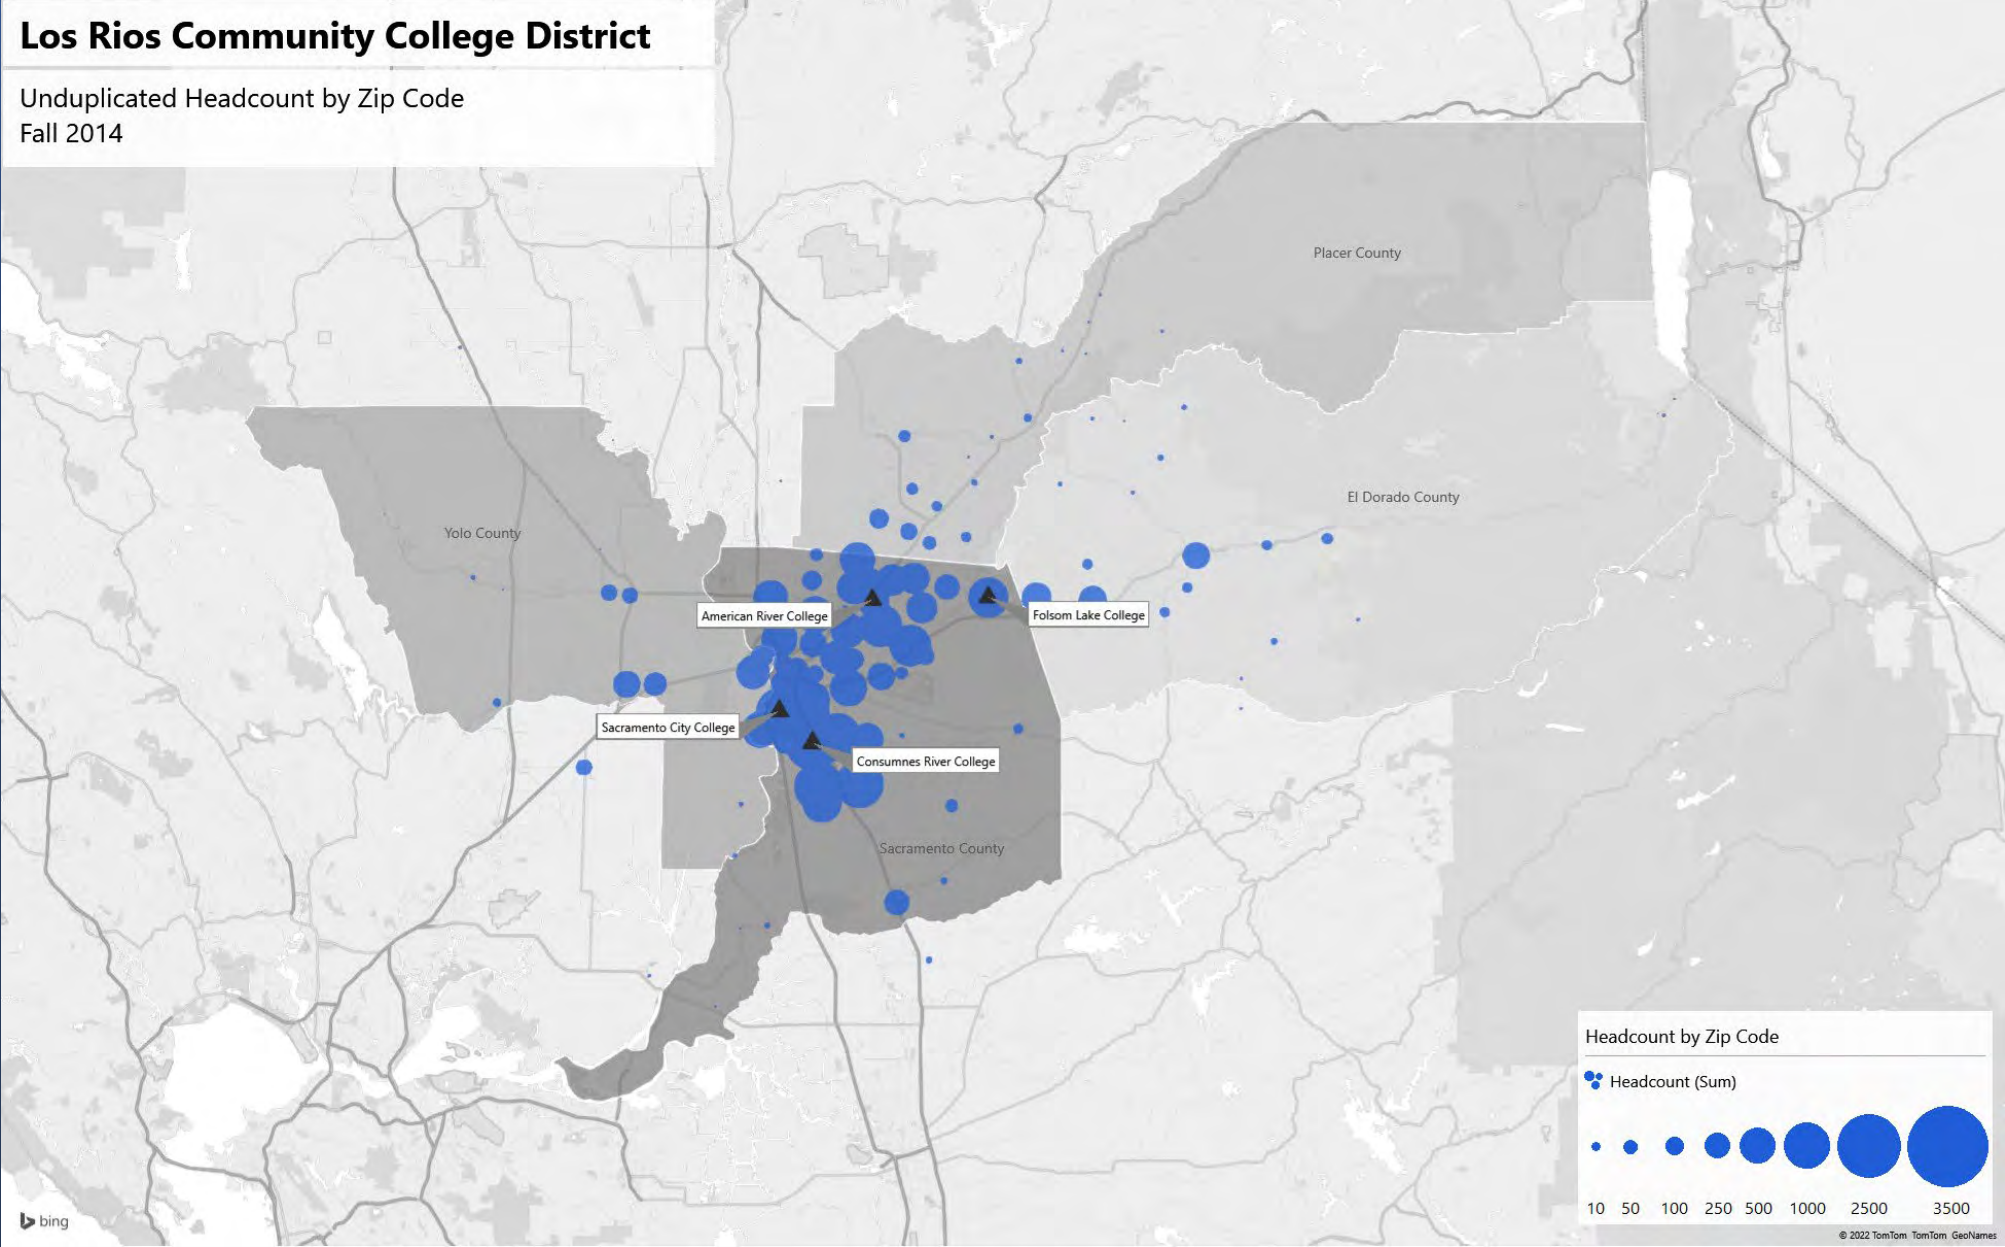 Los Rios Community College District
Unduplicated Headcount by Zip Code
Fall 2014
Placer County
El Dorado County
Yolo County
American River College
Folsom Lake College
Sacramento City College
Consumnes River College
Sacramento County
Headcount by Zip Code
Headcount (Sum)
10 50 100 250 500 1000 2500 3500
bing
© 2022 TomTom TomTom GeoNames